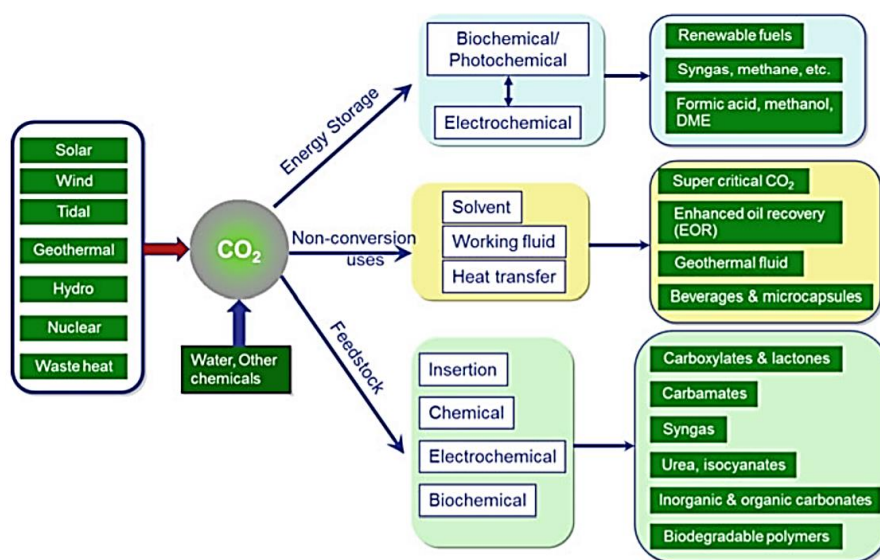 Solar
Wind
Tidal
Geothermal
Hydro
Nuclear
Waste heat
CO₂
Water, Other
chemicals
Energy Storage
Non-conversion
uses
Feedstock
Biochemical/
Photochemical
Electrochemical
Renewable fuels
Syngas, methane, etc.
Formic acid, methanol,
DME
Solvent
Working fluid
Heat transfer
Super critical CO₂
Enhanced oil recovery
(EOR)
Geothermal fluid
Beverages & microcapsules
Insertion
Chemical
Electrochemical
Biochemical
Carboxylates & lactones
Carbamates
Syngas
Urea, isocyanates
Inorganic & organic carbonates
Biodegradable polymers